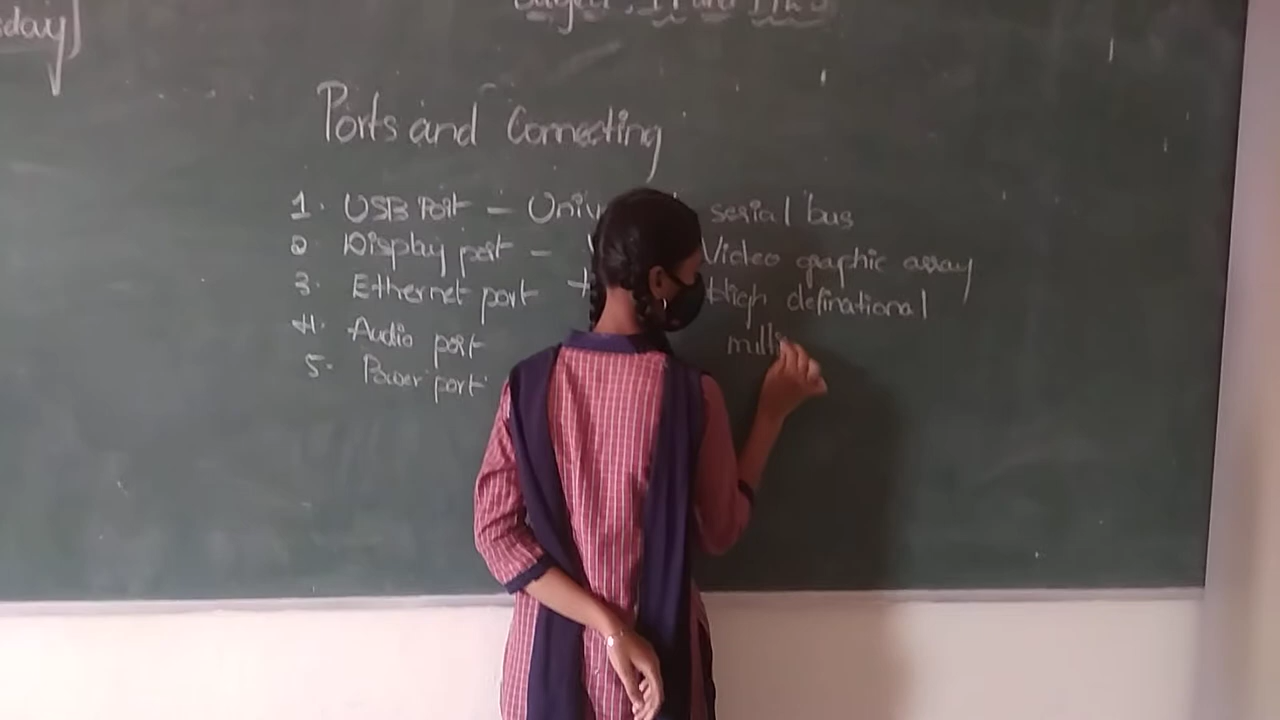 Ports and Connecting
1. USB Port - serial bus
2 Display port - Video graphic array
3. Ethernet port High definational
4. Audio port
5. Power port